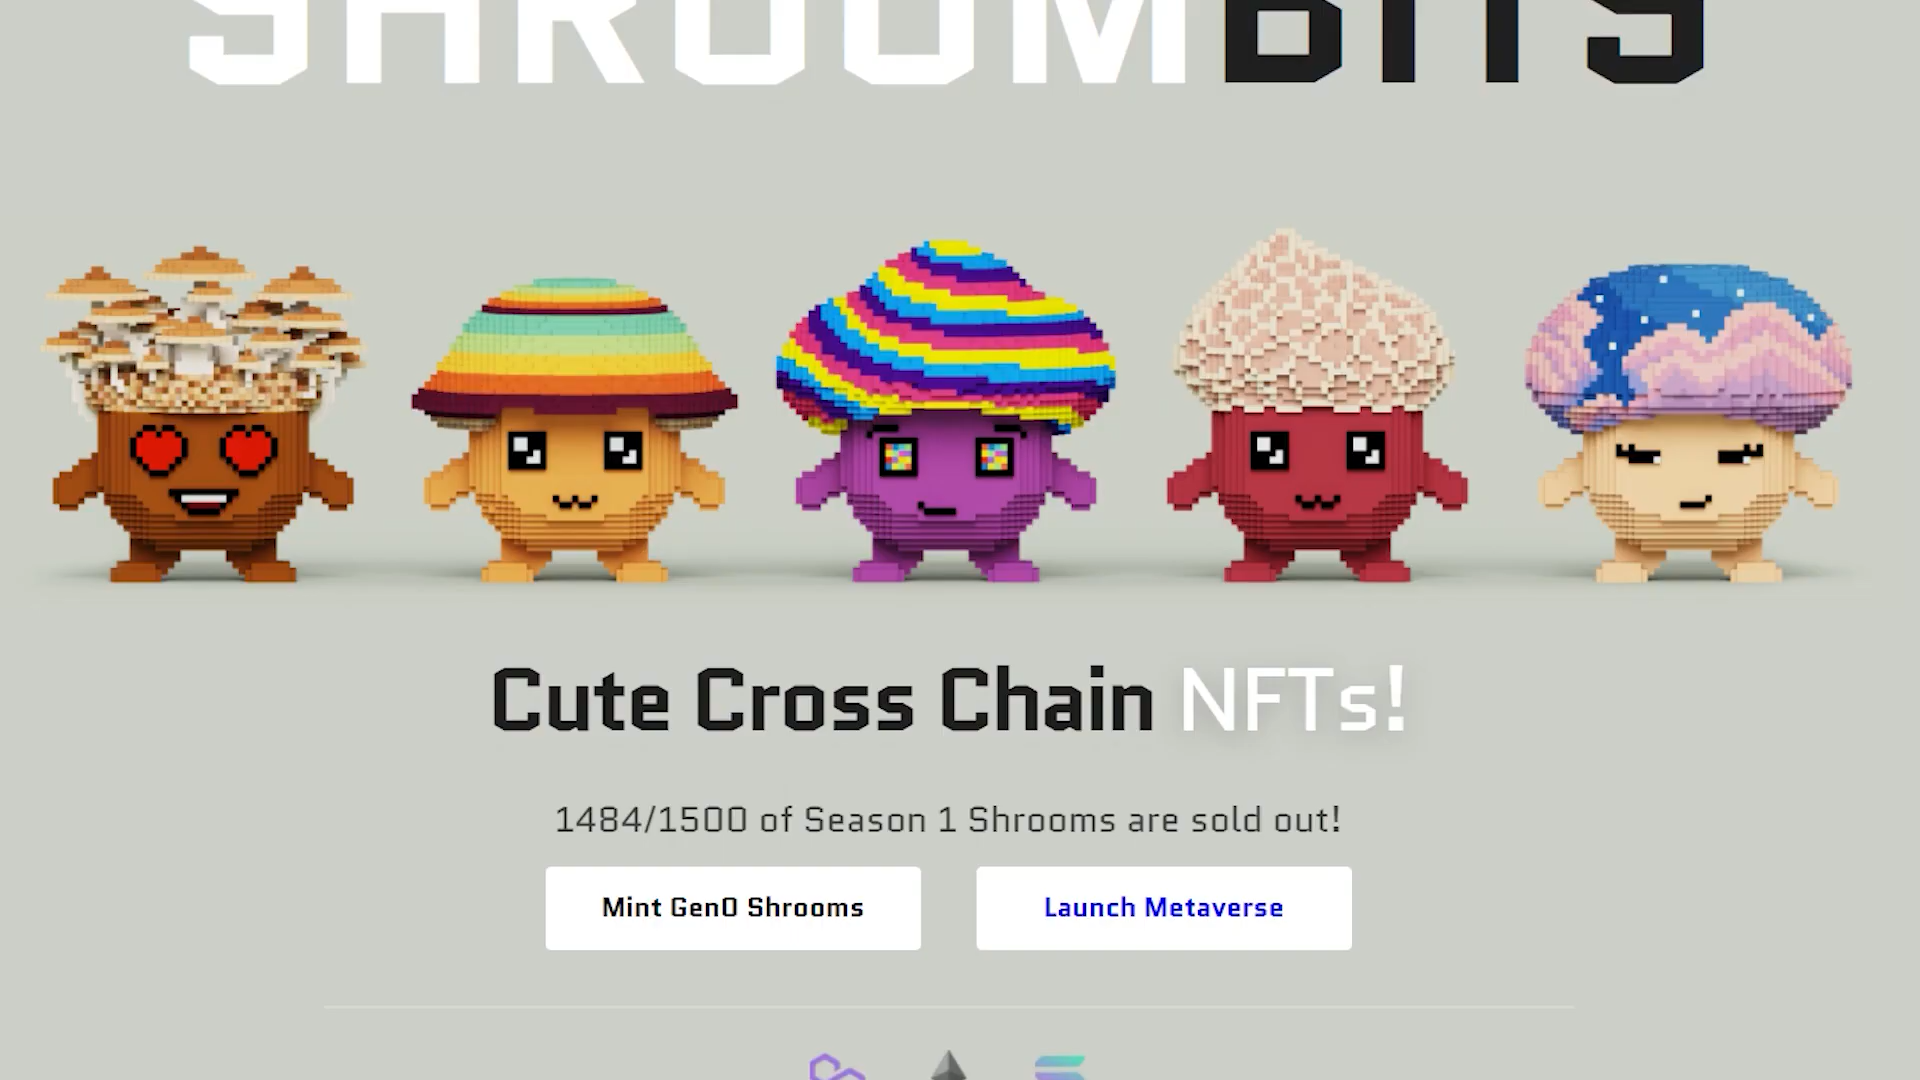 SHROOMBITS
Cute Cross Chain NFTs!
1484/1500 of Season 1 Shrooms are sold out!
Mint Gen0 Shrooms
Launch Metaverse